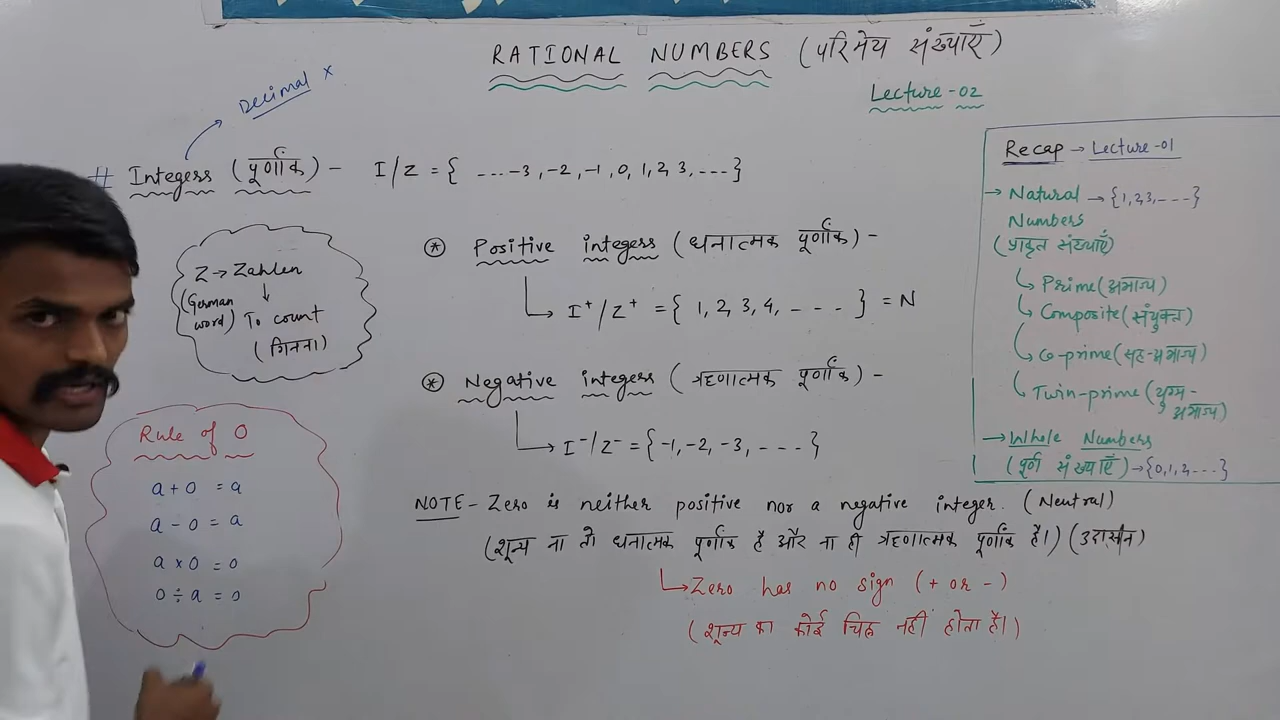 RATIONAL NUMBERS (परिमेय संख्याएँ)
Lecture-02
Decimal ×
# Integers (पूर्णांक) - I/Z = { ....-3, -2, -1, 0, 1, 2, 3, .... }
Z → Zahlen
(German word)
↓
To count
(गिनना)
⊛ Positive integers (धनात्मक पूर्णांक) -
I⁺/Z⁺ = { 1, 2, 3, 4, - - - - } = N
⊛ Negative integers (ऋणात्मक पूर्णांक) -
I⁻/Z⁻ = {-1, -2, -3, - - - - }
Rule of 0
a + 0 = a
a - 0 = a
a × 0 = 0
0 ÷ a = 0
NOTE - Zero is neither positive nor a negative integer. (Neutral)
(शून्य ना तो धनात्मक पूर्णांक है और ना ही ऋणात्मक पूर्णांक है।) (उदासीन)
↳ Zero has no sign (+ or -)
(शून्य का कोई चिह्न नहीं होता है।)
Recap → Lecture-01
→ Natural → {1, 2, 3, - - - -}
Numbers
(प्राकृत संख्याएँ)
↳ Prime (अभाज्य)
↳ Composite (संयुक्त)
↳ Co-prime (सह-अभाज्य)
↳ Twin-prime (युग्म-
अभाज्य)
→ Whole Numbers
(पूर्ण संख्याएँ) → {0, 1, 2, - - - -}